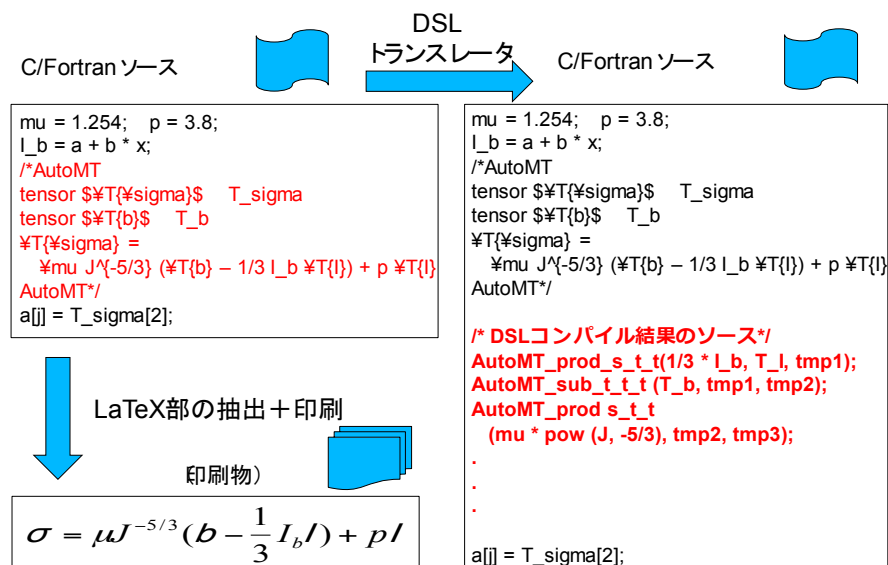 DSL
トランスレータ
C/Fortran ソース
C/Fortran ソース
mu = 1.254;   p = 3.8;
I_b = a + b * x;
/*AutoMT
tensor $¥T{¥sigma}$    T_sigma
tensor $¥T{b}$    T_b
¥T{¥sigma} =
¥mu J^{-5/3} (¥T{b} – 1/3 I_b ¥T{I}) + p ¥T{I}
AutoMT*/
a[j] = T_sigma[2];
LaTeX部の抽出＋印刷
印刷物）
σ = μJ^{-5/3}(b − \frac{1}{3} I_b I) + pI
mu = 1.254;   p = 3.8;
I_b = a + b * x;
/*AutoMT
tensor $¥T{¥sigma}$    T_sigma
tensor $¥T{b}$    T_b
¥T{¥sigma} =
¥mu J^{-5/3} (¥T{b} – 1/3 I_b ¥T{I}) + p ¥T{I}
AutoMT*/
/* DSLコンパイル結果のソース*/
AutoMT_prod_s_t_t(1/3 * I_b, T_I, tmp1);
AutoMT_sub_t_t_t (T_b, tmp1, tmp2);
AutoMT_prod s_t_t
(mu * pow (J, -5/3), tmp2, tmp3);
.
.
.
a[j] = T_sigma[2];